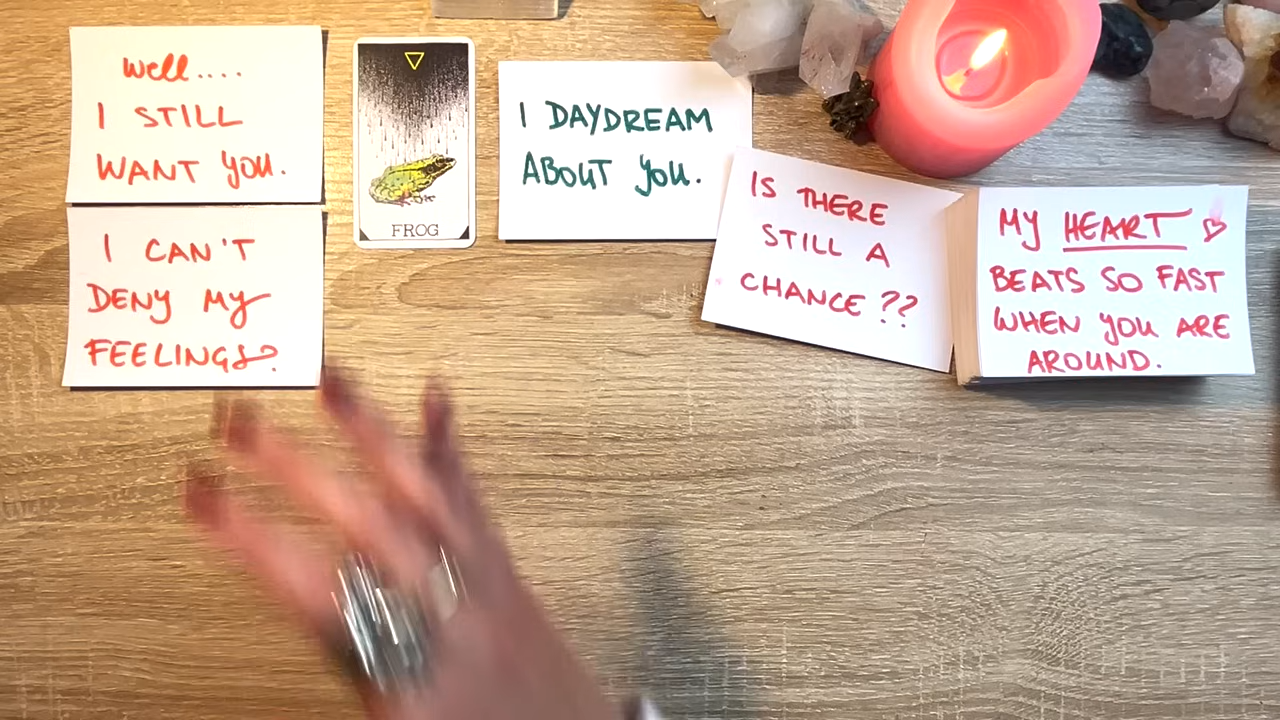 Well....
I STILL
WANT YOU.
I CAN'T
DENY MY
FEELINGS.
FROG
I DAYDREAM
ABOUT YOU.
IS THERE
STILL A
CHANCE ??
MY HEART ♡
BEATS SO FAST
WHEN YOU ARE
AROUND.